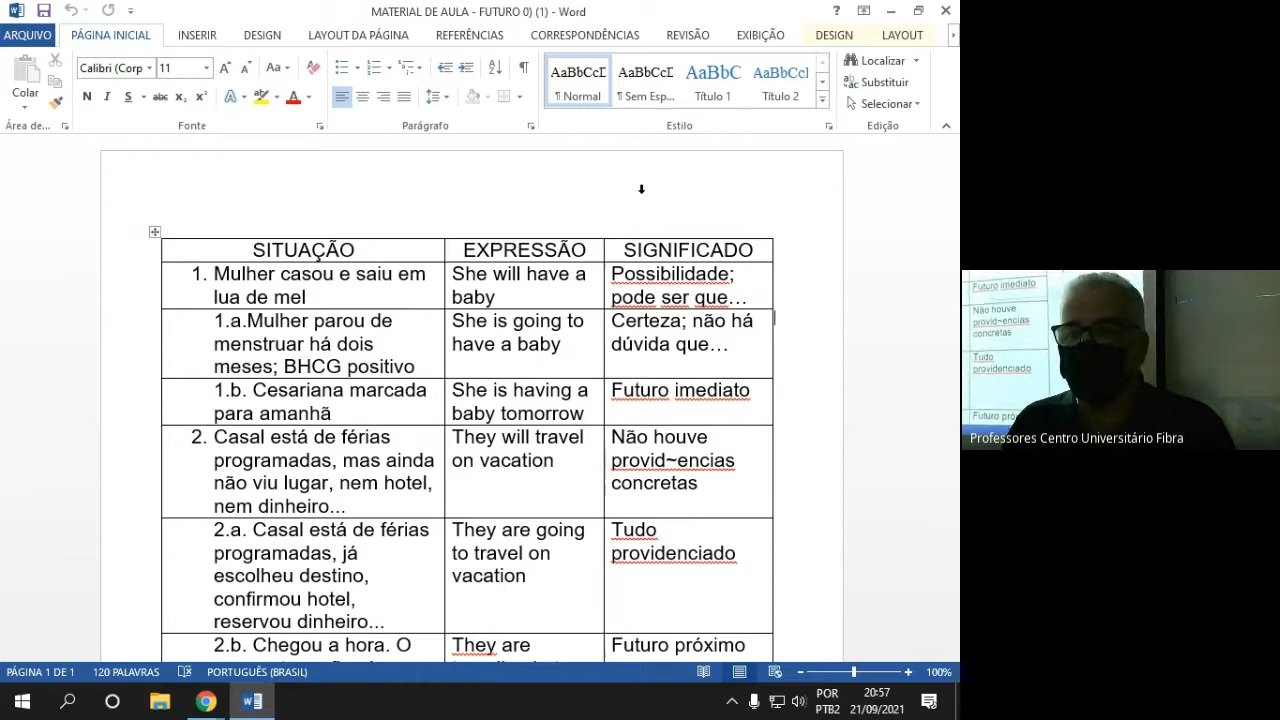 MATERIAL DE AULA - FUTURO 0) (1) - Word
ARQUIVO PÁGINA INICIAL INSERIR DESIGN LAYOUT DA PÁGINA REFERÊNCIAS CORRESPONDÊNCIAS REVISÃO EXIBIÇÃO DESIGN LAYOUT
Calibri (Corp 11
Localizar
Substituir
Selecionar
Colar
AaBbCcD AaBbCcD AaBbC AaBbCcl
¶ Normal ¶ Sem Esp... Título 1 Título 2
Área de... Fonte Parágrafo Estilo Edição
SITUAÇÃO EXPRESSÃO SIGNIFICADO
1. Mulher casou e saiu em
lua de mel
She will have a
baby
Possibilidade;
pode ser que…
1.a.Mulher parou de
menstruar há dois
meses; BHCG positivo
She is going to
have a baby
Certeza; não há
dúvida que…
1.b. Cesariana marcada
para amanhã
She is having a
baby tomorrow
Futuro imediato
2. Casal está de férias
programadas, mas ainda
não viu lugar, nem hotel,
nem dinheiro...
They will travel
on vacation
Não houve
provid~encias
concretas
2.a. Casal está de férias
programadas, já
escolheu destino,
confirmou hotel,
reservou dinheiro...
They are going
to travel on
vacation
Tudo
providenciado
2.b. Chegou a hora. O
They are
Futuro próximo
Futuro imediato
Não houve
provid~encias
concretas
Tudo
providenciado
Professores Centro Universitário Fibra
PÁGINA 1 DE 1 120 PALAVRAS PORTUGUÊS (BRASIL) 100%
POR
PTB2
20:57
21/09/2021